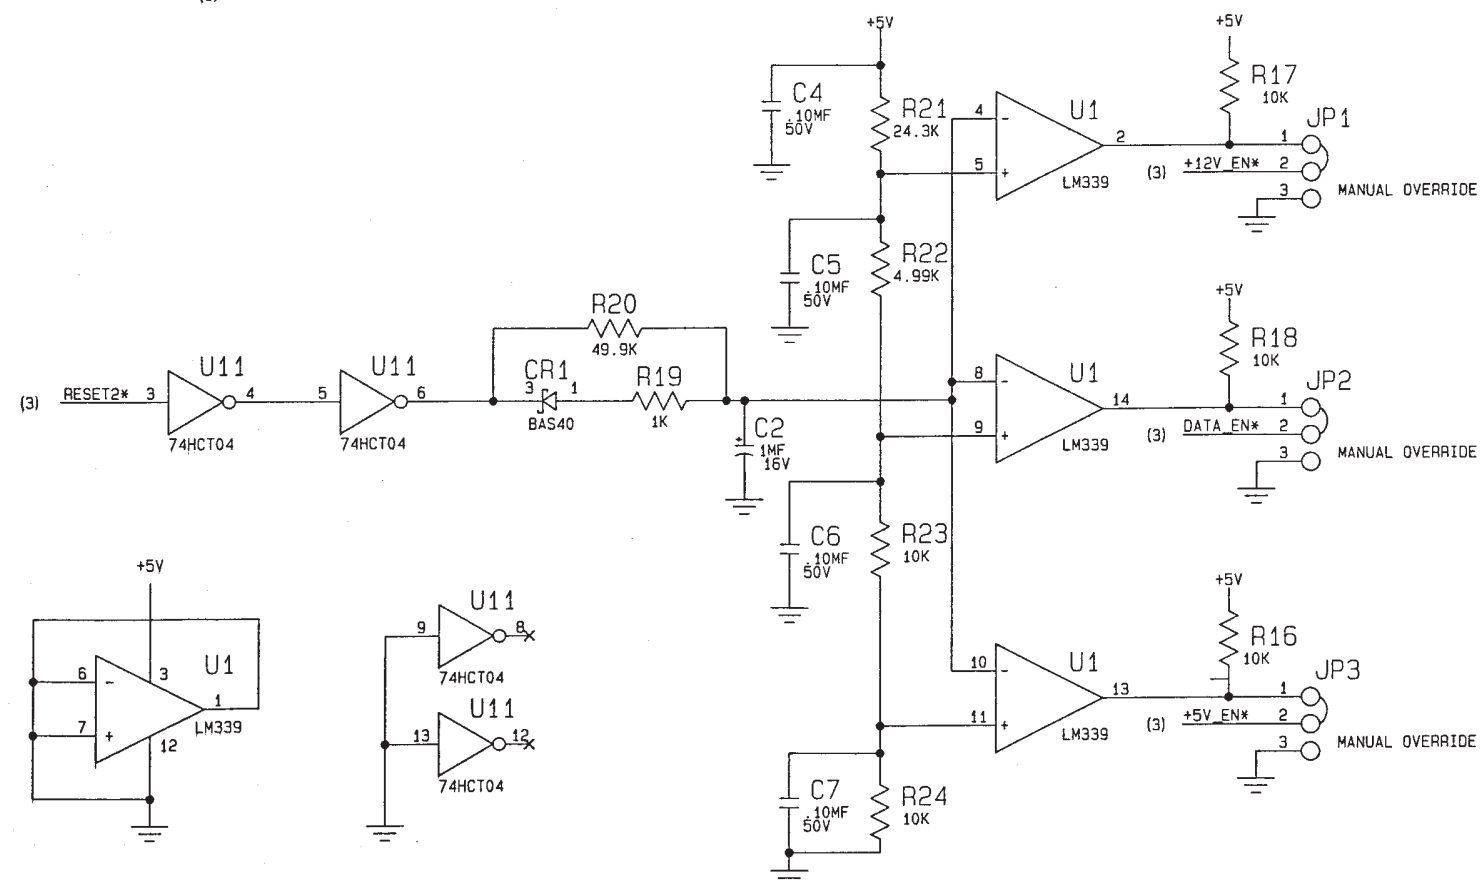 +5V
C4
.10MF
50V
R21
24.3K
4
-
5
+
U1
LM339
2
+5V
R17
10K
JP1
1
(3) +12V_EN* 2
3
MANUAL OVERRIDE
C5
.10MF
50V
R22
4.99K
R20
49.9K
(3) RESET2* 3
U11
4
74HCT04
5
U11
6
74HCT04
CR1
3 1
BAS40
R19
1K
+
C2
1MF
16V
8
-
9
+
U1
LM339
14
+5V
R18
10K
JP2
1
(3) DATA_EN* 2
3
MANUAL OVERRIDE
C6
.10MF
50V
R23
10K
10
-
11
+
U1
LM339
13
+5V
R16
10K
JP3
1
(3) +5V_EN* 2
3
MANUAL OVERRIDE
C7
.10MF
50V
R24
10K
+5V
6
-
7
+
3
U1
1
LM339
12
9
U11
8
74HCT04
13
U11
12
74HCT04